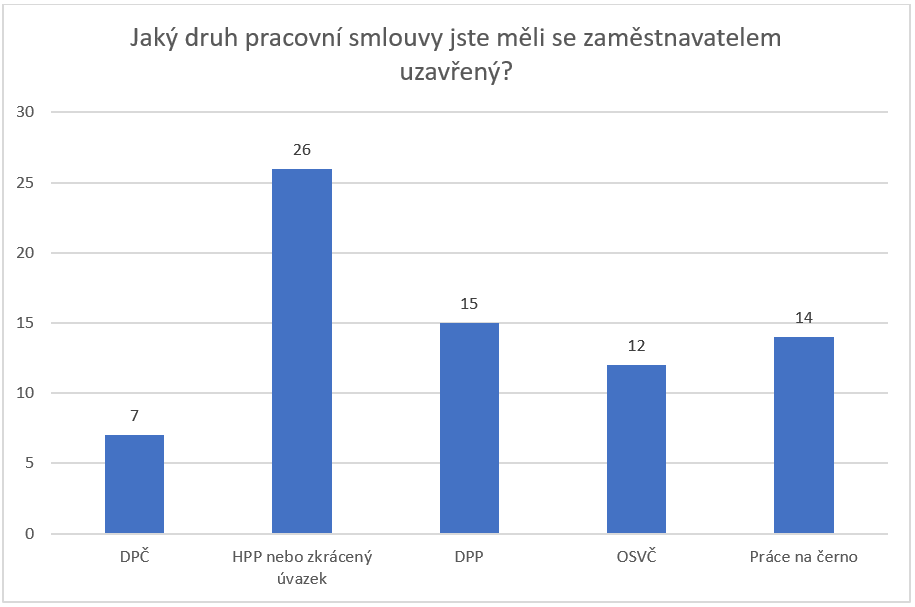 Jaký druh pracovní smlouvy jste měli se zaměstnavatelem
uzavřený?
30
25
20
15
10
5
0
7
26
15
12
14
DPČ
HPP nebo zkrácený
úvazek
DPP
OSVČ
Práce na černo